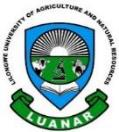 LILONGWE UNIVERSITY OF AGRICULTURE AND NATURAL RESOURCES
LUANAR